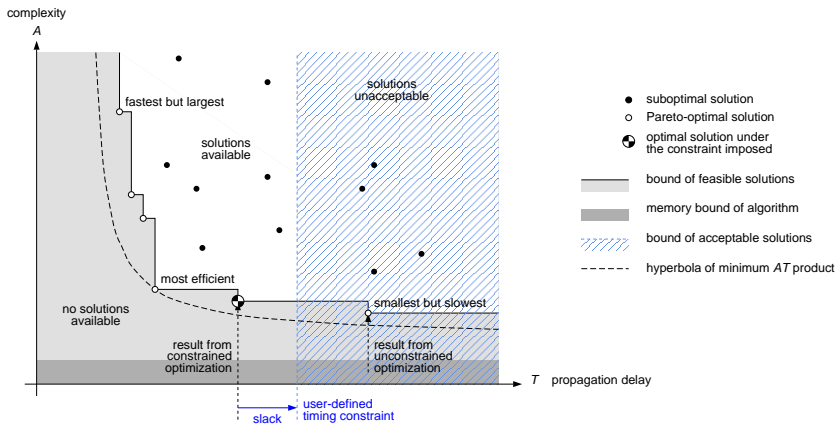 complexity
A
fastest but largest
solutions
available
solutions
unacceptable
most efficient
smallest but slowest
no solutions
available
result from
constrained
optimization
result from
unconstrained
optimization
T propagation delay
slack
user-defined
timing constraint
suboptimal solution
Pareto-optimal solution
optimal solution under
the constraint imposed
bound of feasible solutions
memory bound of algorithm
bound of acceptable solutions
hyperbola of minimum AT product